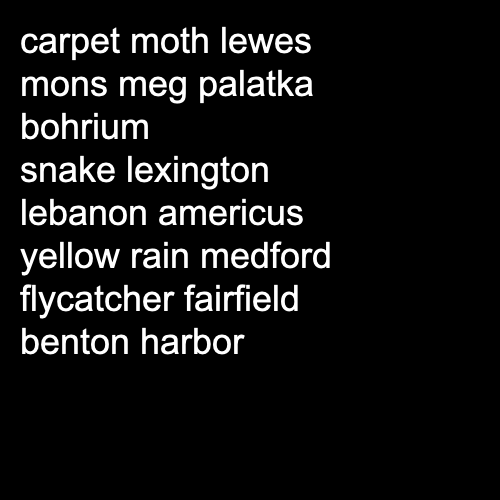 carpet moth lewes
mons meg palatka
bohrium
snake lexington
lebanon americus
yellow rain medford
flycatcher fairfield
benton harbor